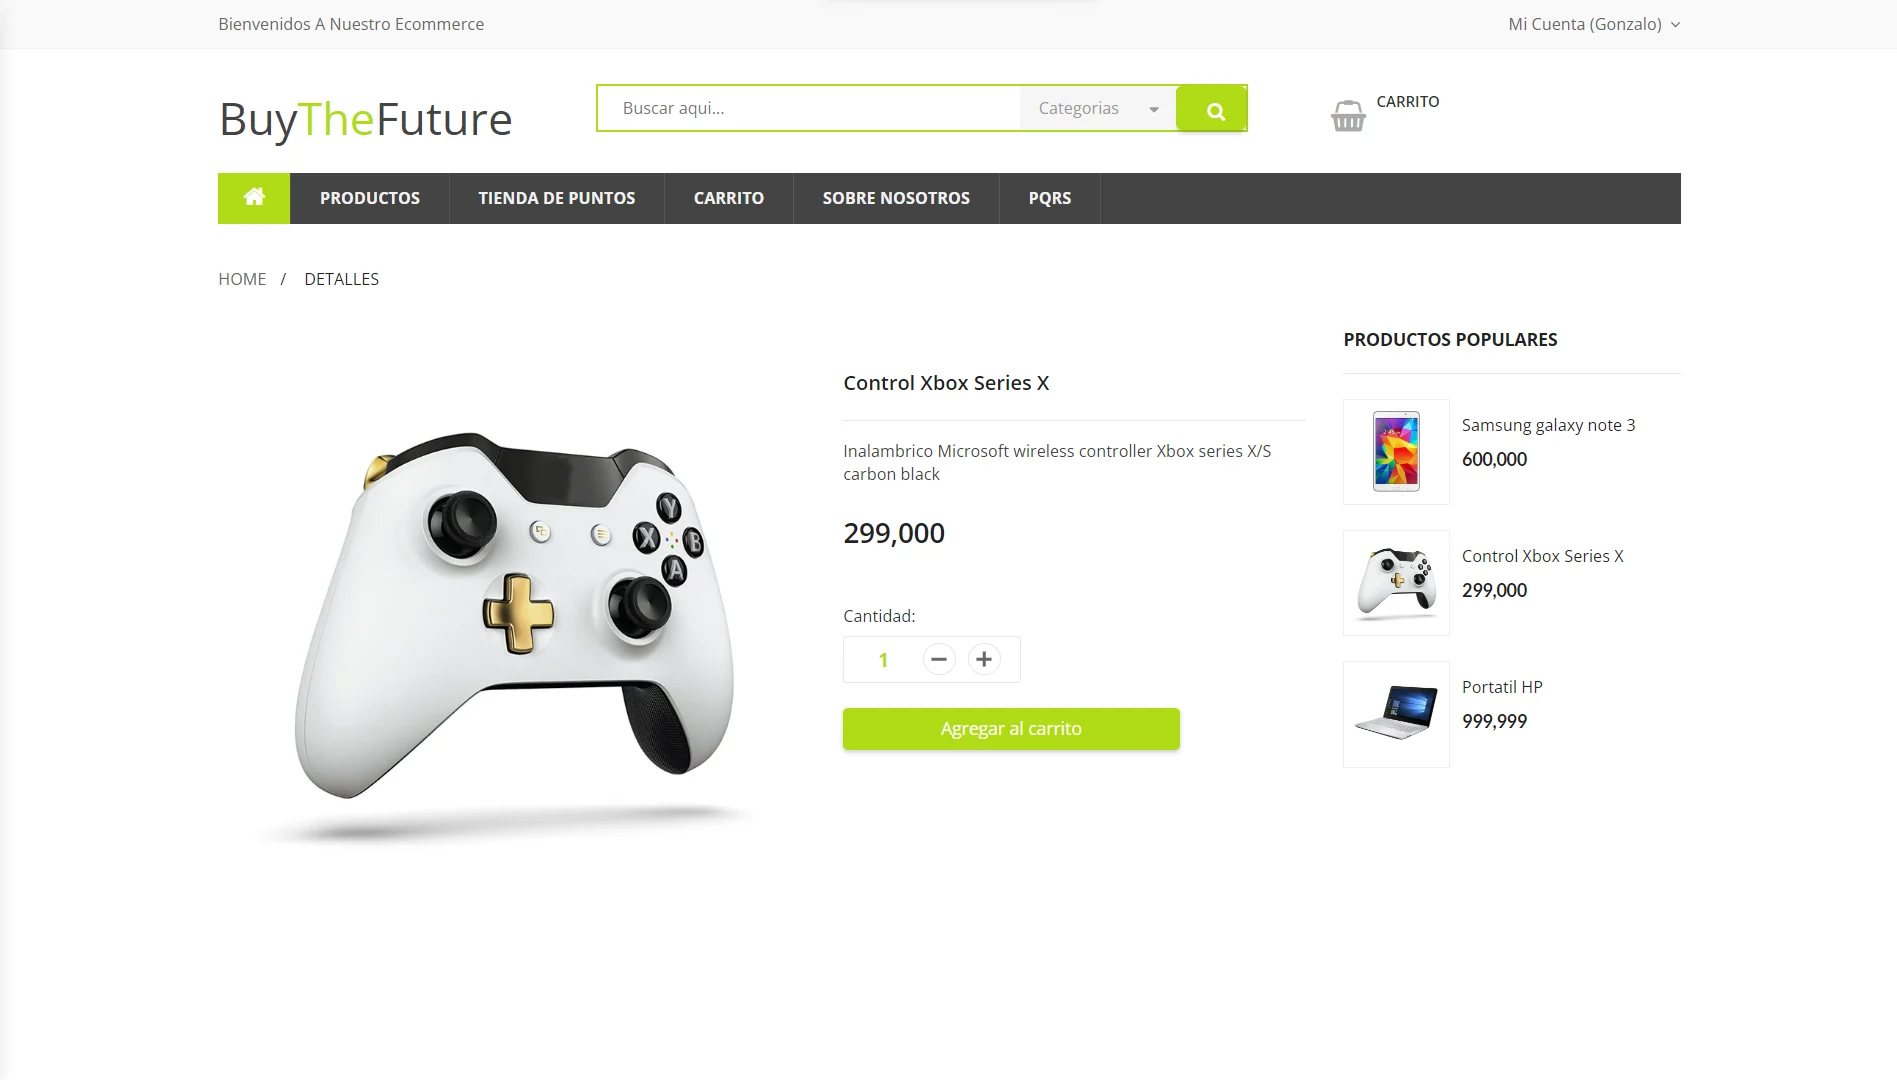 Bienvenidos A Nuestro Ecommerce
Mi Cuenta (Gonzalo)
BuyTheFuture
Buscar aqui...
Categorias
CARRITO
PRODUCTOS
TIENDA DE PUNTOS
CARRITO
SOBRE NOSOTROS
PQRS
HOME / DETALLES
Y
X
B
A
Control Xbox Series X
Inalambrico Microsoft wireless controller Xbox series X/S
carbon black
299,000
Cantidad:
1
Agregar al carrito
PRODUCTOS POPULARES
Samsung galaxy note 3
600,000
Control Xbox Series X
299,000
Portatil HP
999,999